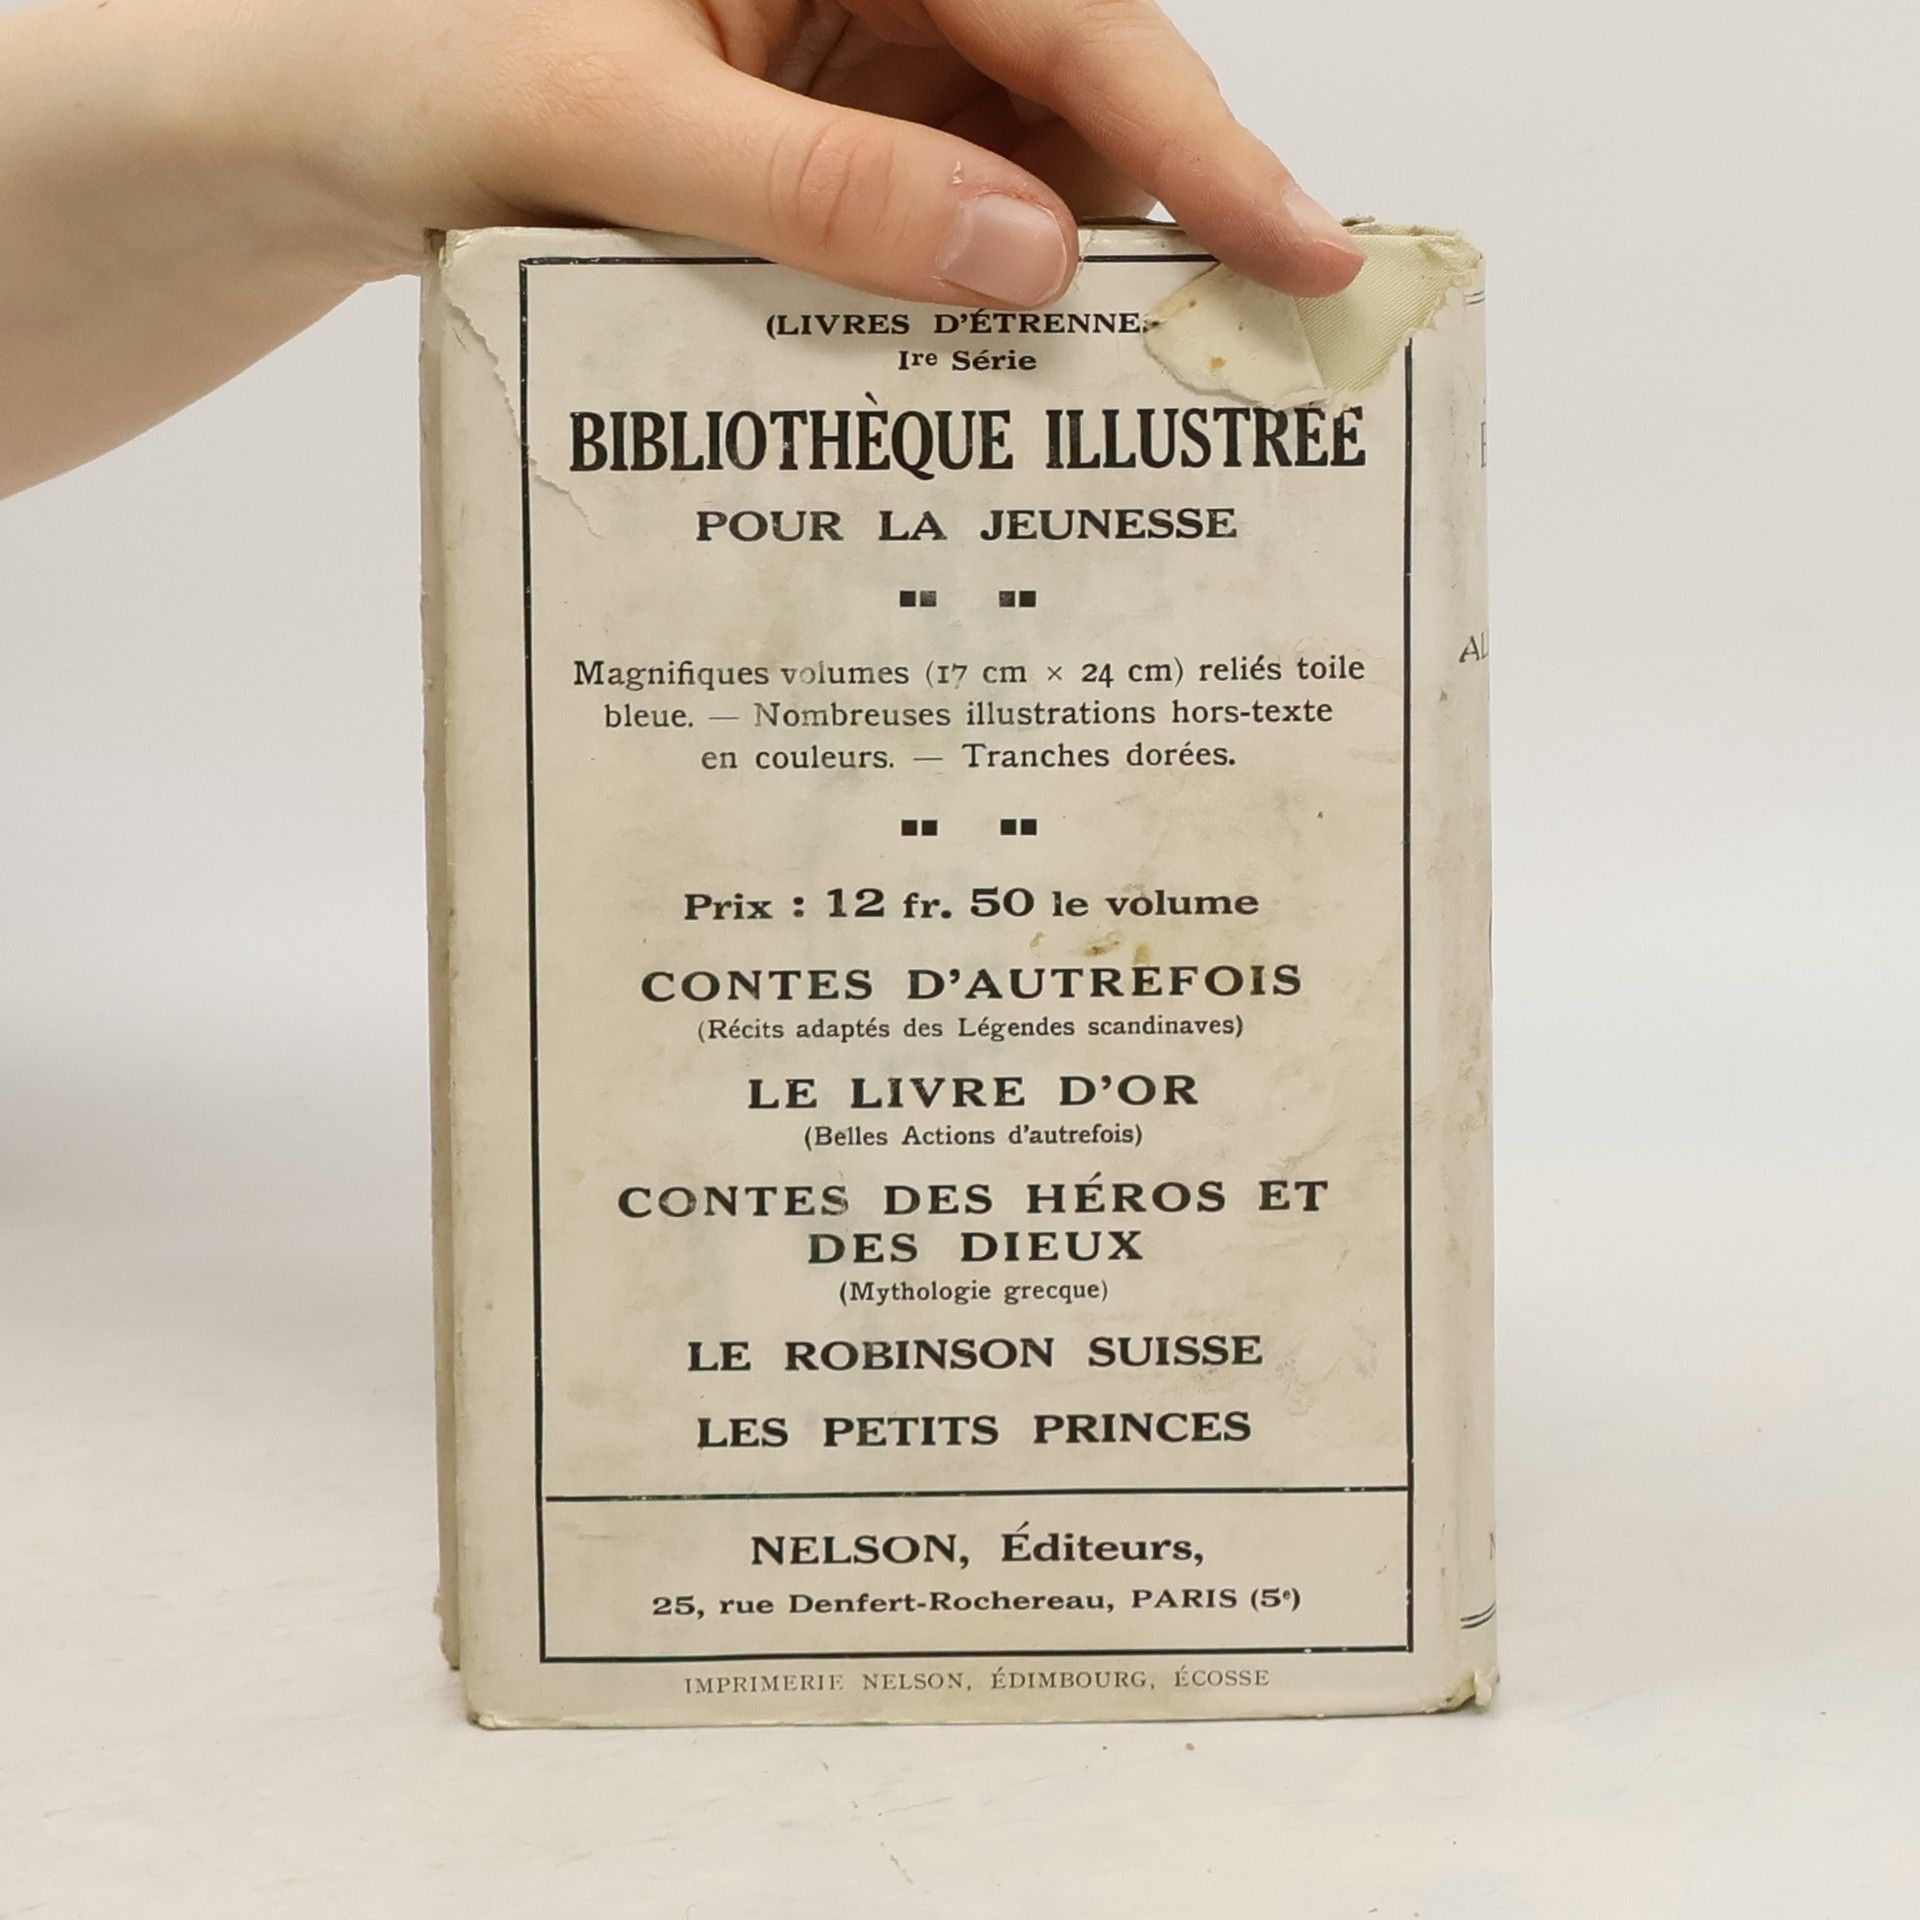 (LIVRES D'ÉTRENNES
Ire Série
BIBLIOTHÈQUE ILLUSTRÉE
POUR LA JEUNESSE
Magnifiques volumes (17 cm × 24 cm) reliés toile
bleue. — Nombreuses illustrations hors-texte
en couleurs. — Tranches dorées.
Prix : 12 fr. 50 le volume
CONTES D'AUTREFOIS
(Récits adaptés des Légendes scandinaves)
LE LIVRE D'OR
(Belles Actions d'autrefois)
CONTES DES HÉROS ET
DES DIEUX
(Mythologie grecque)
LE ROBINSON SUISSE
LES PETITS PRINCES
NELSON, Éditeurs,
25, rue Denfert-Rochereau, PARIS (5e)
IMPRIMERIE NELSON, ÉDIMBOURG, ÉCOSSE